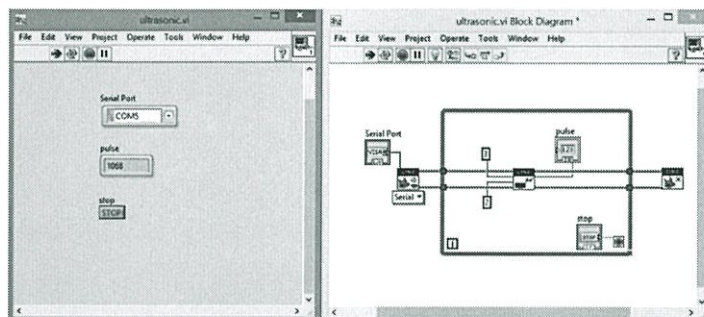 ultrasonic.vi
File Edit View Project Operate Tools Window Help
Serial Port
COM5
pulse
1068
stop
STOP
ultrasonic.vi Block Diagram *
File Edit View Project Operate Tools Window Help
Serial Port
pulse
Serial
stop
STOP
i